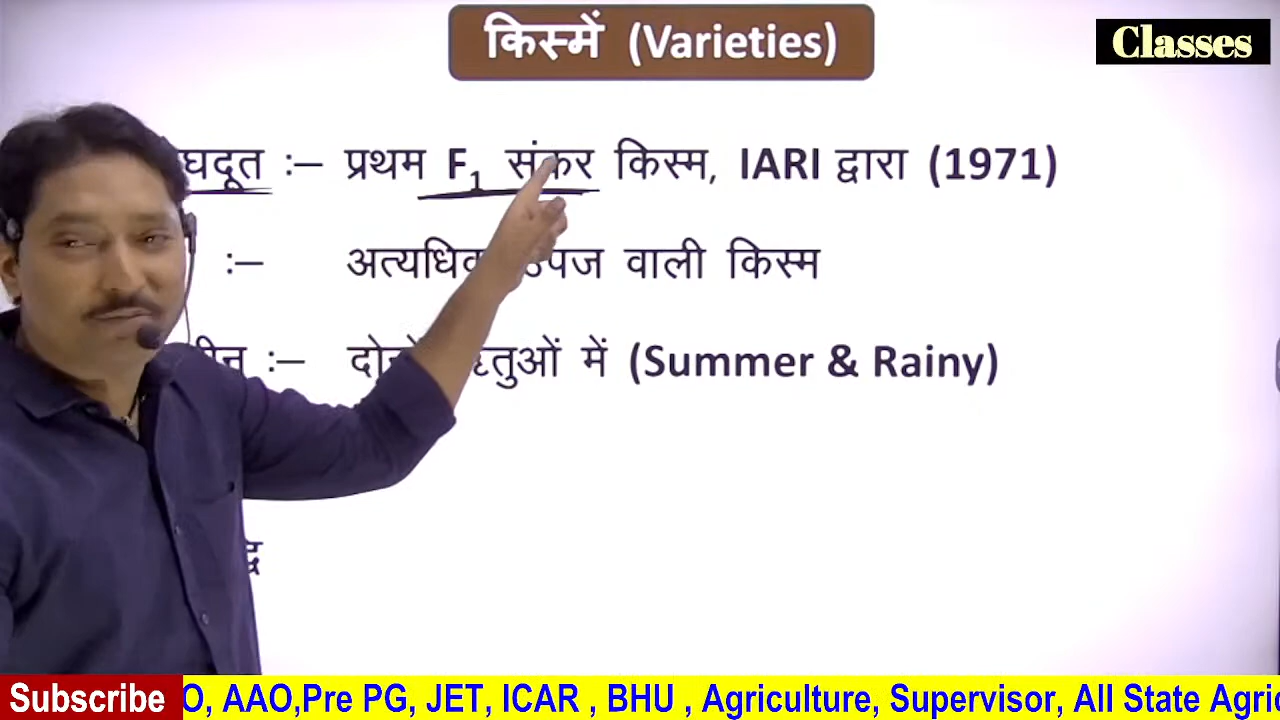 किस्में (Varieties)
Classes
घदूत :– प्रथम F₁ संकर किस्म, IARI द्वारा (1971)
:– अत्यधिक उपज वाली किस्म
:– दोनों ऋतुओं में (Summer & Rainy)
Subscribe O, AAO,Pre PG, JET, ICAR , BHU , Agriculture, Supervisor, All State Agric